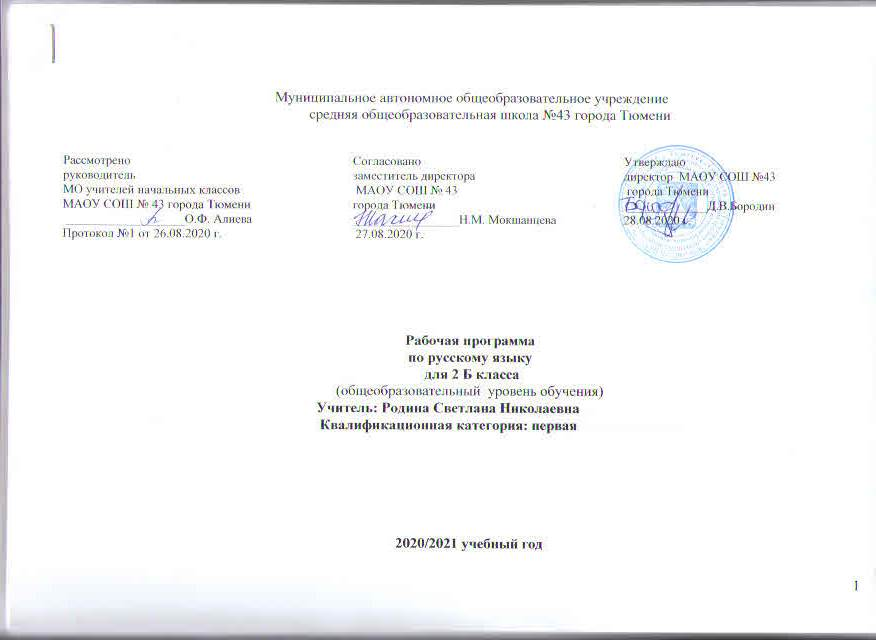 Муниципальное автономное общеобразовательное учреждение
средняя общеобразовательная школа №43 города Тюмени
Рассмотрено
руководитель
МО учителей начальных классов
МАОУ СОШ № 43 города Тюмени
О.Ф. Алиева
Протокол №1 от 26.08.2020 г.
Согласовано
заместитель директора
МАОУ СОШ № 43
города Тюмени
Н.М. Мокшанцева
27.08.2020 г.
Утверждаю
директор МАОУ СОШ №43
города Тюмени
Д.В.Бородин
28.08.2020 г.
Рабочая программа
по русскому языку
для 2 Б класса
(общеобразовательный уровень обучения)
Учитель: Родина Светлана Николаевна
Квалификационная категория: первая
2020/2021 учебный год
1